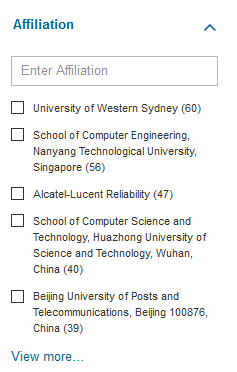 Affiliation
Enter Affiliation
University of Western Sydney (60)
School of Computer Engineering,
Nanyang Technological University,
Singapore (56)
Alcatel-Lucent Reliability (47)
School of Computer Science and
Technology, Huazhong University of
Science and Technology, Wuhan,
China (40)
Beijing University of Posts and
Telecommunications, Beijing 100876,
China (39)
View more...